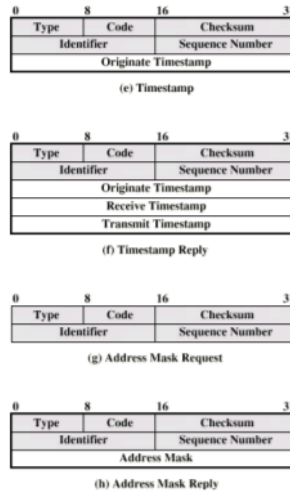 0 8 16 3
Type Code Checksum
Identifier Sequence Number
Originate Timestamp
(e) Timestamp
0 8 16 3
Type Code Checksum
Identifier Sequence Number
Originate Timestamp
Receive Timestamp
Transmit Timestamp
(f) Timestamp Reply
0 8 16 3
Type Code Checksum
Identifier Sequence Number
(g) Address Mask Request
0 8 16 3
Type Code Checksum
Identifier Sequence Number
Address Mask
(h) Address Mask Reply